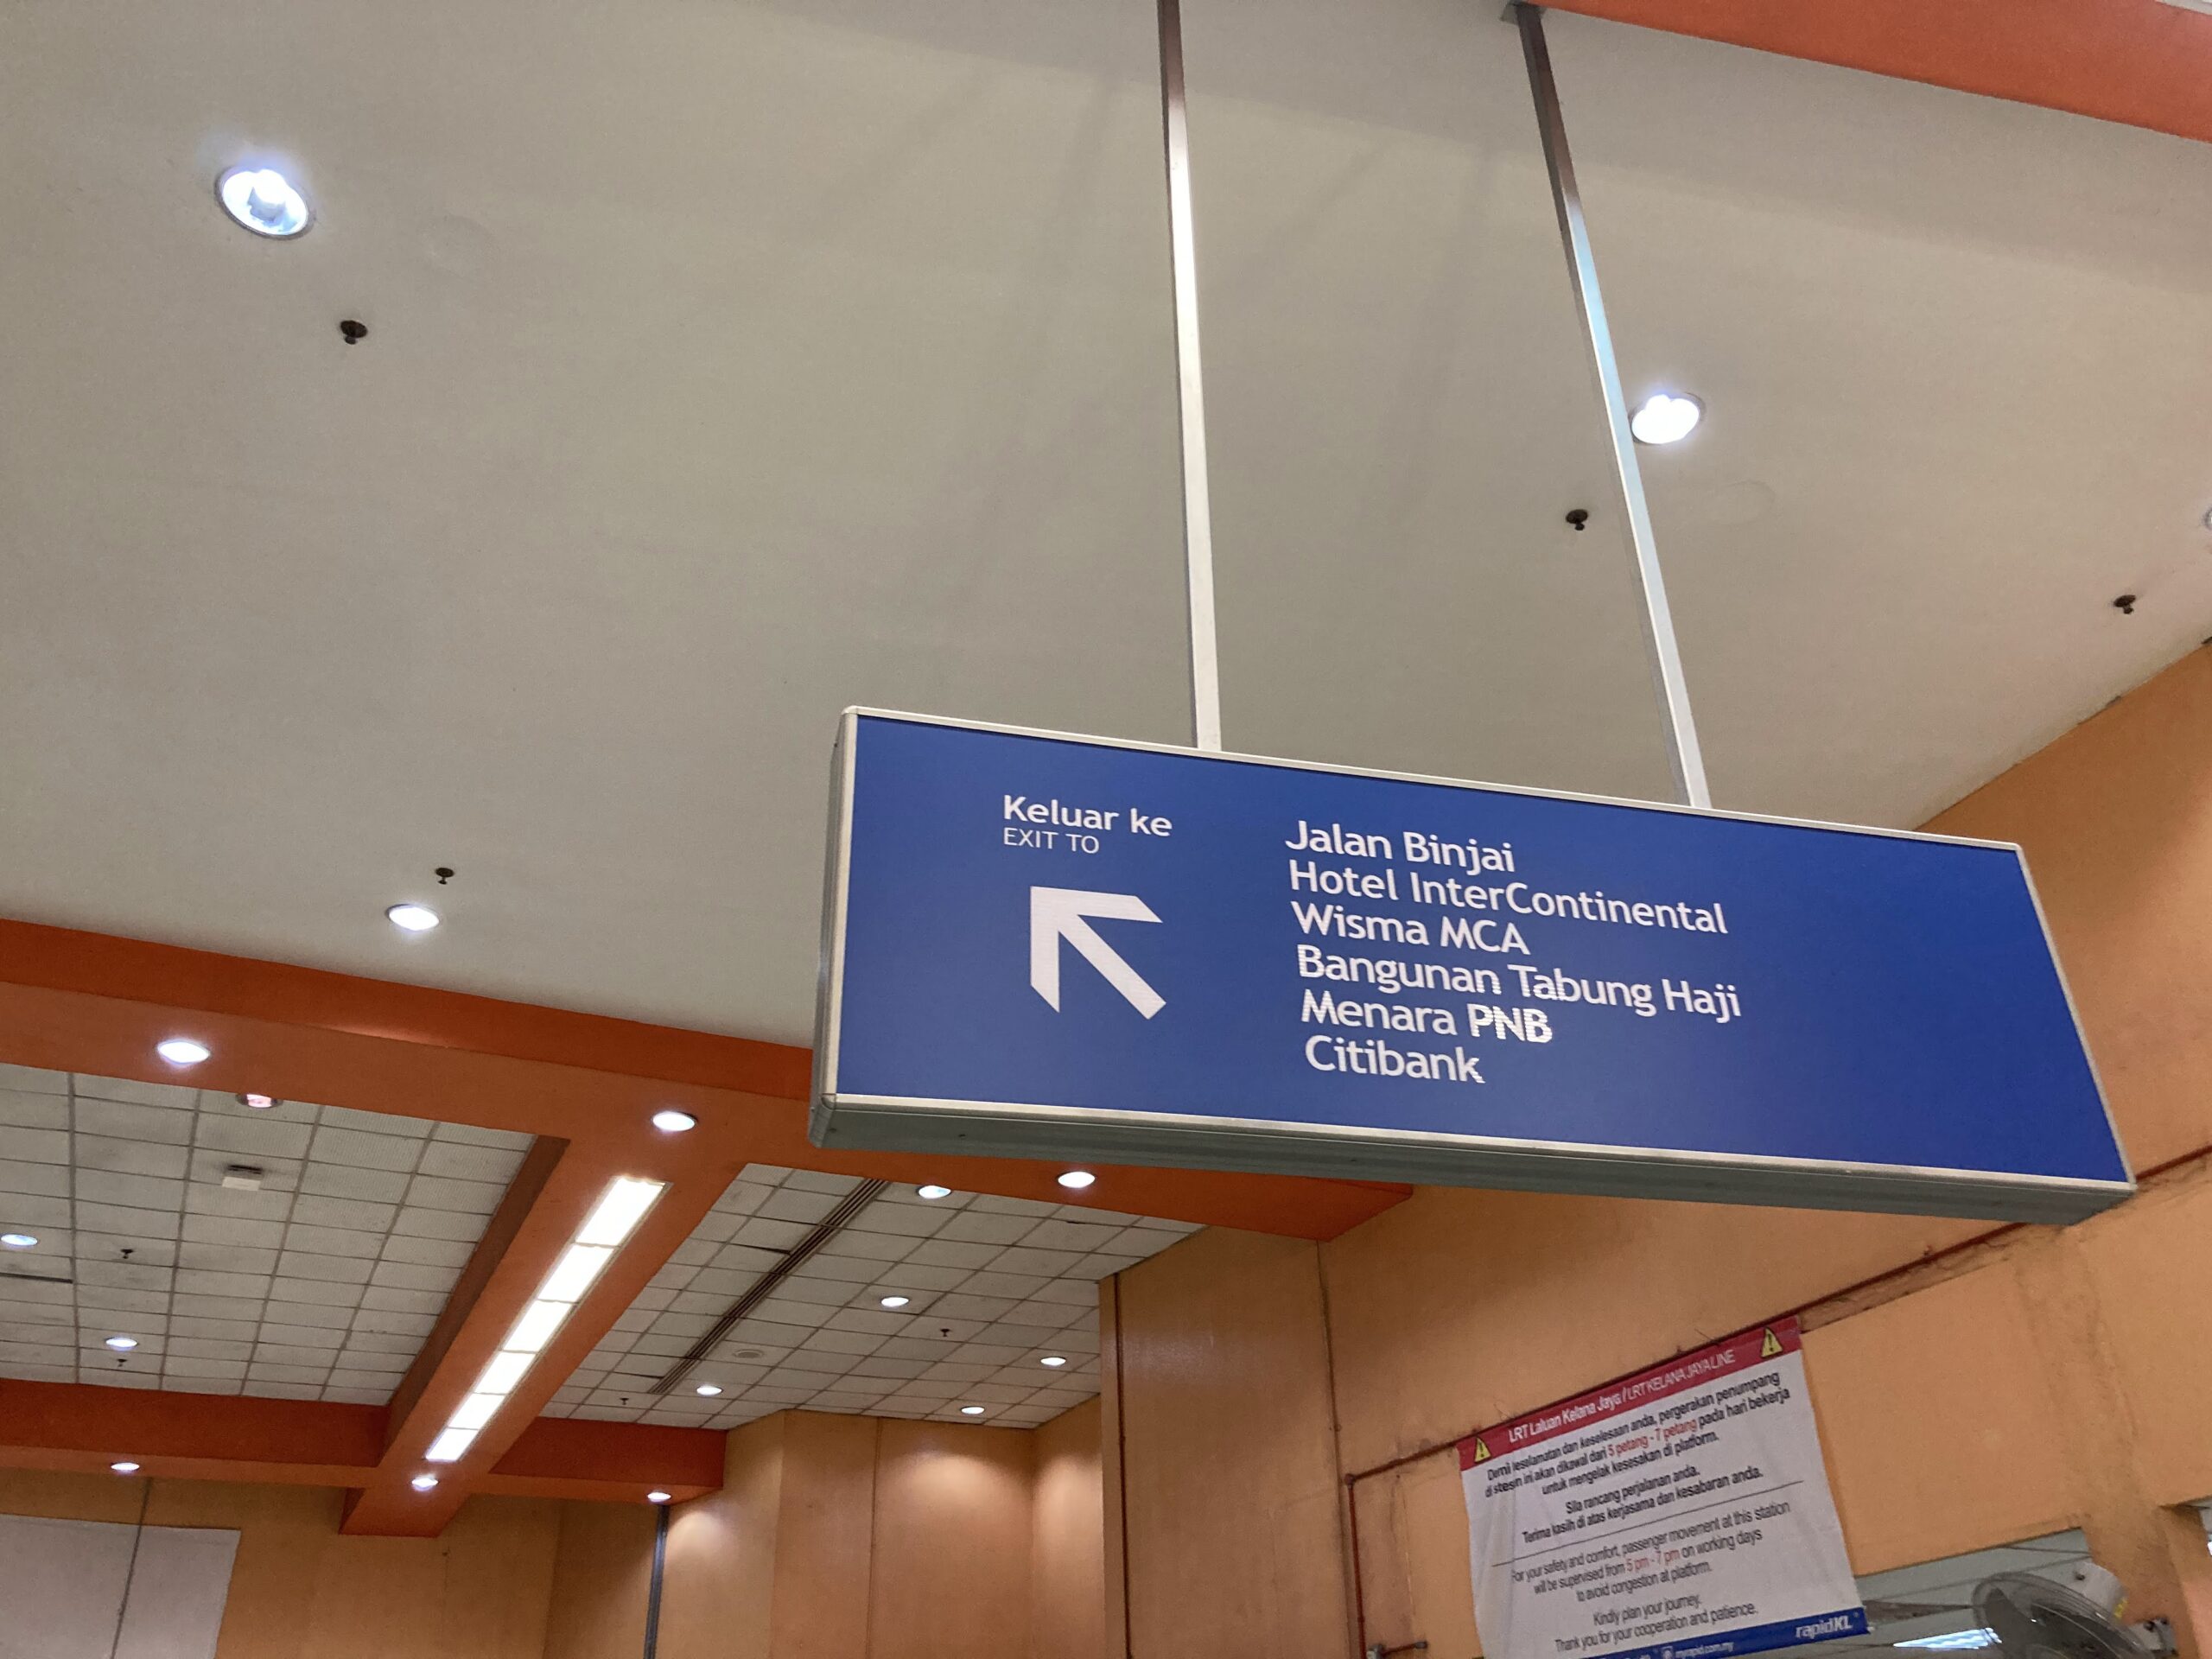 Keluar ke
EXIT TO
Jalan Binjai
Hotel InterContinental
Wisma MCA
Bangunan Tabung Haji
Menara PNB
Citibank
LRT Laluan Kelana Jaya / LRT KELANA JAYA LINE
Demi keselamatan dan keselesaan anda, pergerakan penumpang
di stesen ini akan dikawal dari 5 petang - 7 petang pada hari bekerja
untuk mengelak kesesakan di platform.
Sila rancang perjalanan anda.
Terima kasih di atas kerjasama dan kesabaran anda.
For your safety and comfort, passenger movement at this station
will be supervised from 5 pm - 7 pm on working days
to avoid congestion at platform.
Kindly plan your journey.
Thank you for your cooperation and patience.
myrapid.com.my
rapidKL